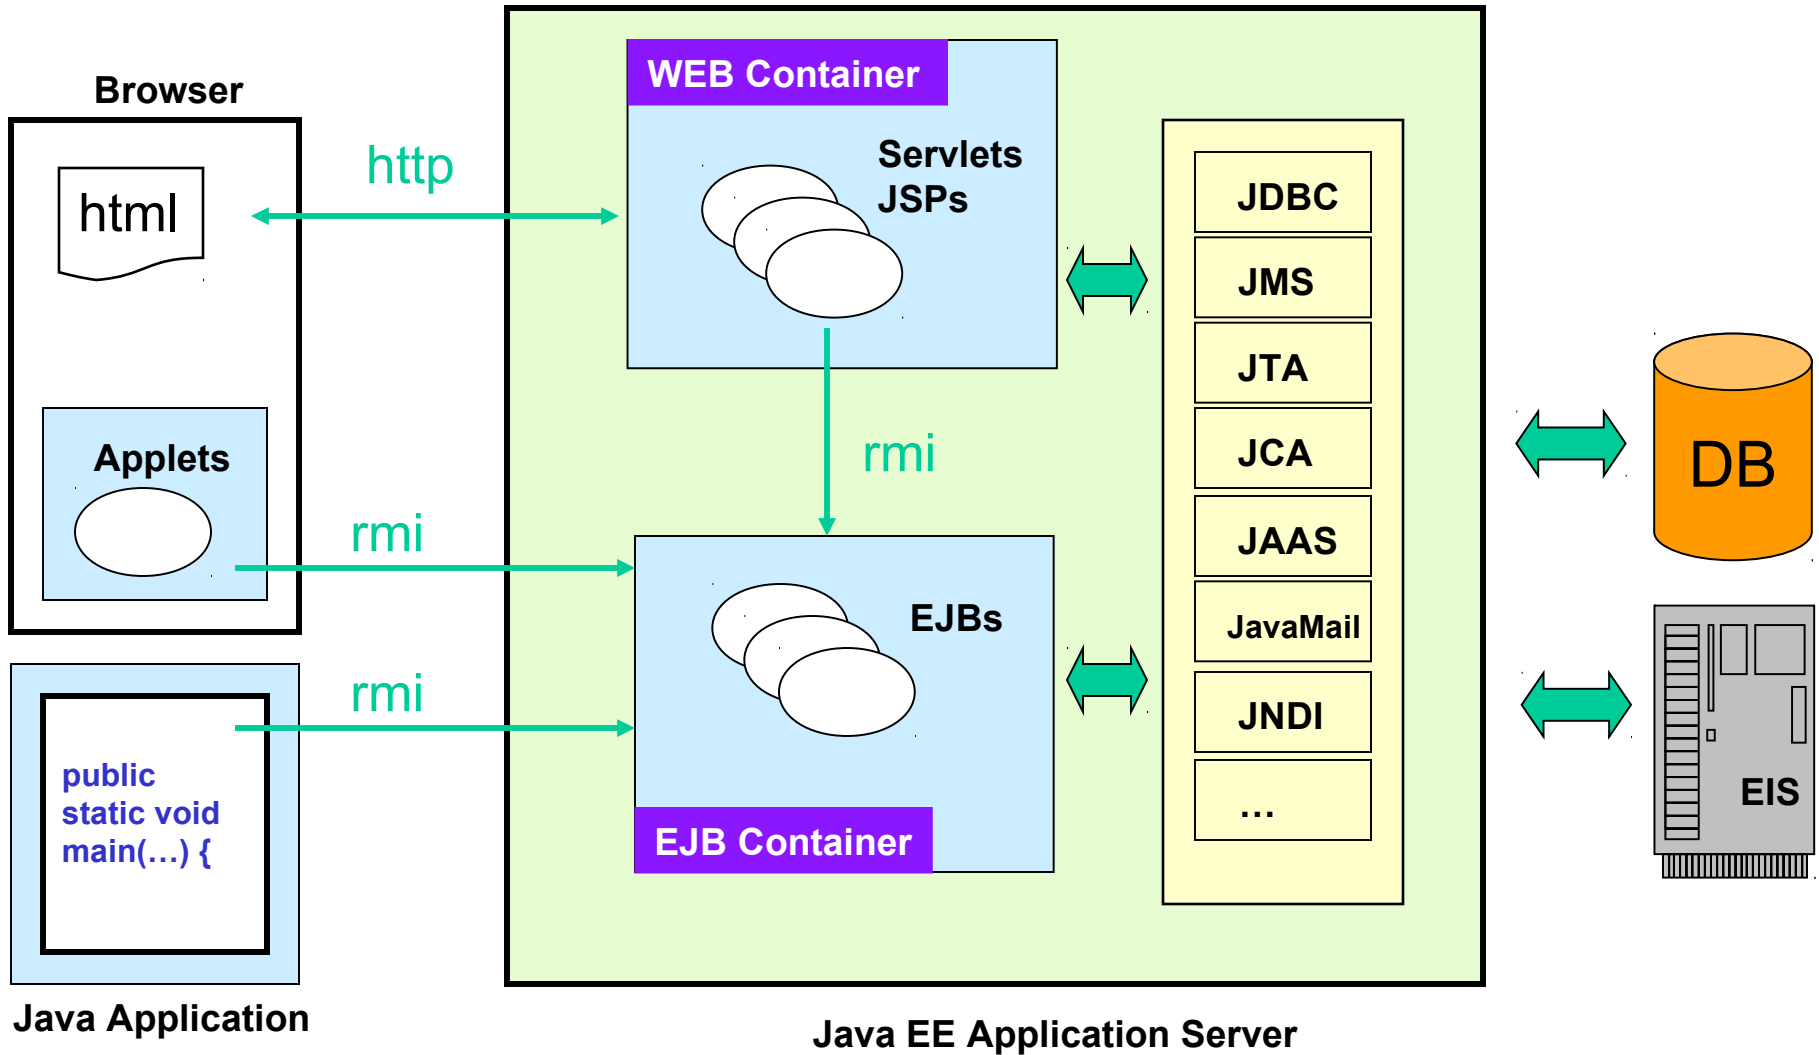 Browser
html
Applets
http
rmi
rmi
public
static void
main(…) {
Java Application
WEB Container
Servlets
JSPs
rmi
EJBs
EJB Container
JDBC
JMS
JTA
JCA
JAAS
JavaMail
JNDI
…
Java EE Application Server
DB
EIS